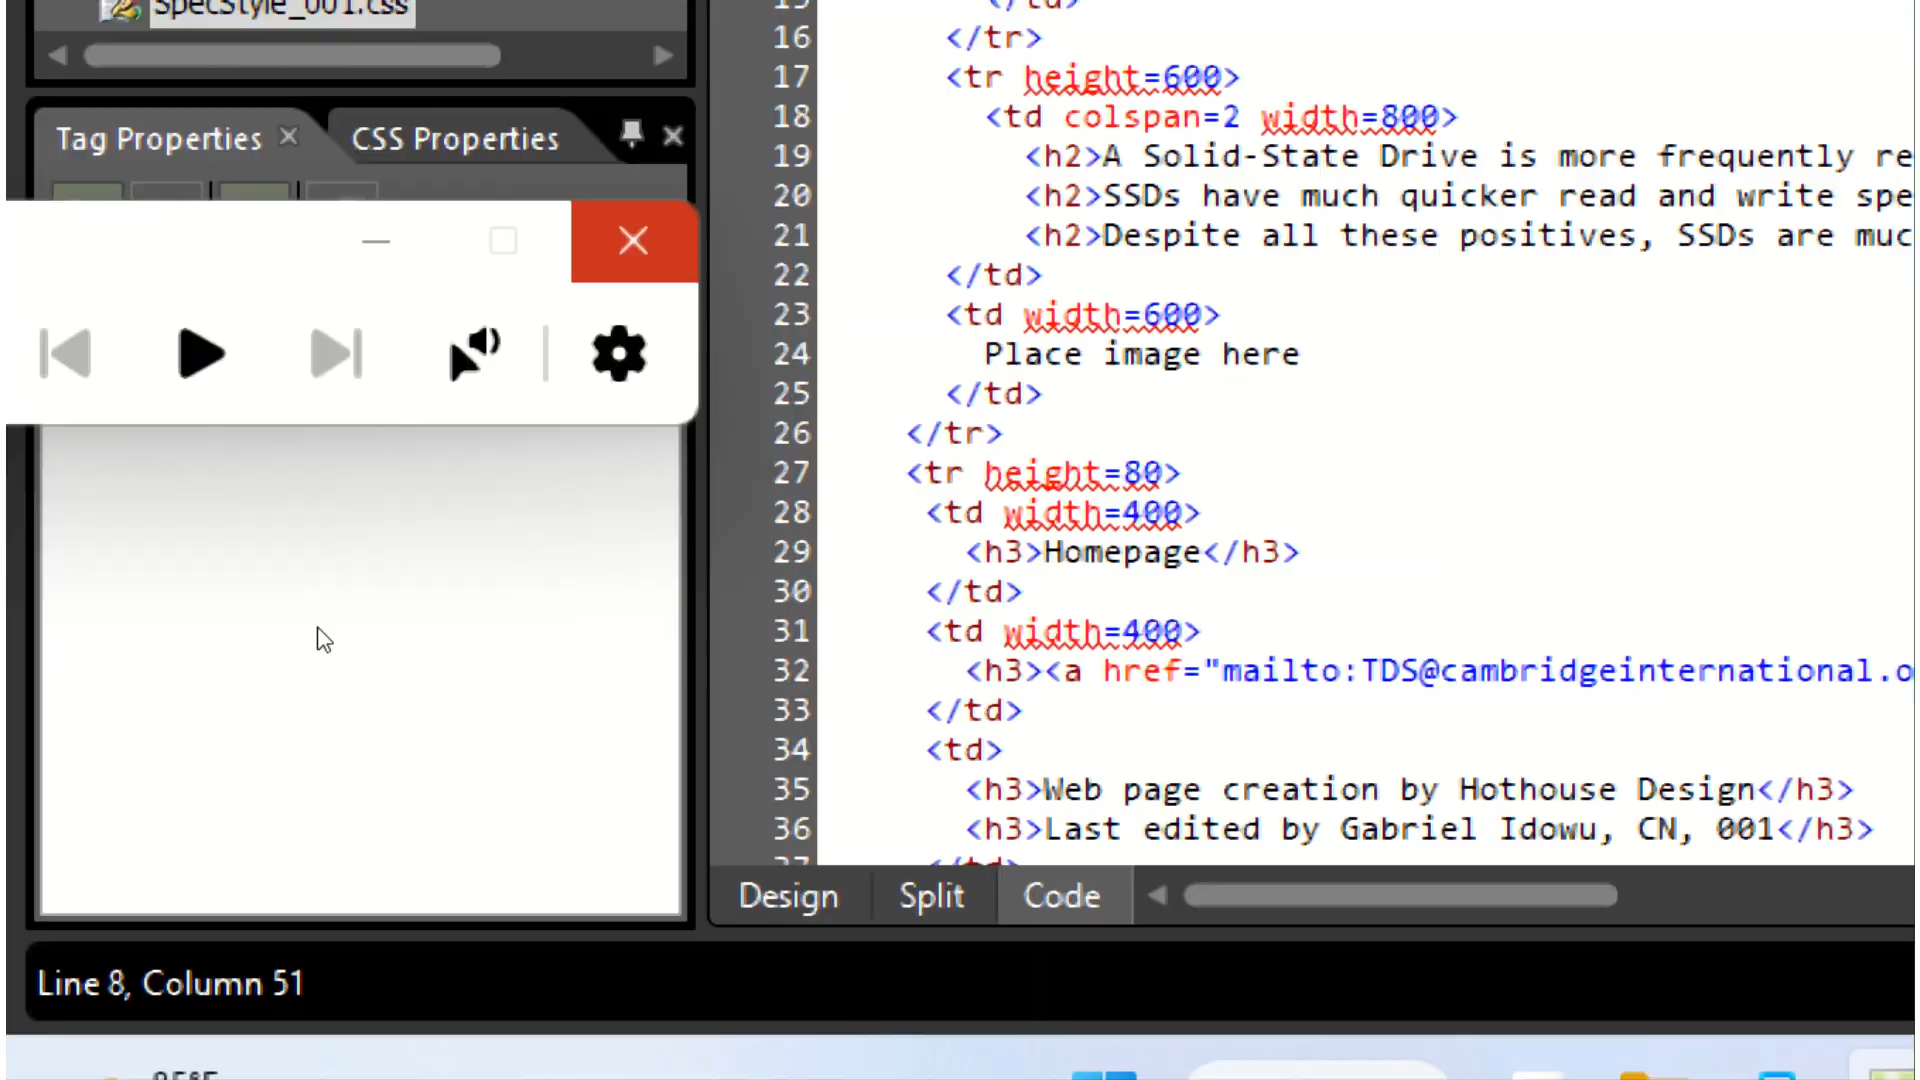 SpecStyle_001.css
Tag Properties
CSS Properties
16 </tr>
17 <tr height=600>
18 <td colspan=2 width=800>
19 <h2>A Solid-State Drive is more frequently re
20 <h2>SSDs have much quicker read and write spe
21 <h2>Despite all these positives, SSDs are muc
22 </td>
23 <td width=600>
24 Place image here
25 </td>
26 </tr>
27 <tr height=80>
28 <td width=400>
29 <h3>Homepage</h3>
30 </td>
31 <td width=400>
32 <h3><a href="mailto:TDS@cambridgeinternational.o
33 </td>
34 <td>
35 <h3>Web page creation by Hothouse Design</h3>
36 <h3>Last edited by Gabriel Idowu, CN, 001</h3>
37 </td>
Design Split Code
Line 8, Column 51